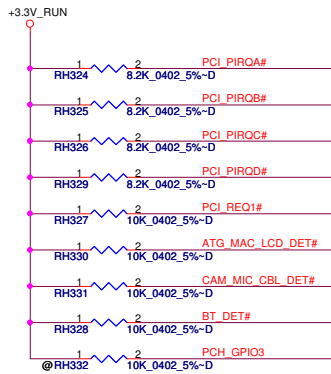 +3.3V_RUN
1 2 PCI_PIRQA#
RH324 8.2K_0402_5%~D
1 2 PCI_PIRQB#
RH325 8.2K_0402_5%~D
1 2 PCI_PIRQC#
RH326 8.2K_0402_5%~D
1 2 PCI_PIRQD#
RH329 8.2K_0402_5%~D
1 2 PCI_REQ1#
RH327 10K_0402_5%~D
1 2 ATG_MAC_LCD_DET#
RH330 10K_0402_5%~D
1 2 CAM_MIC_CBL_DET#
RH331 10K_0402_5%~D
1 2 BT_DET#
RH328 10K_0402_5%~D
1 2 PCH_GPIO3
@RH332 10K_0402_5%~D